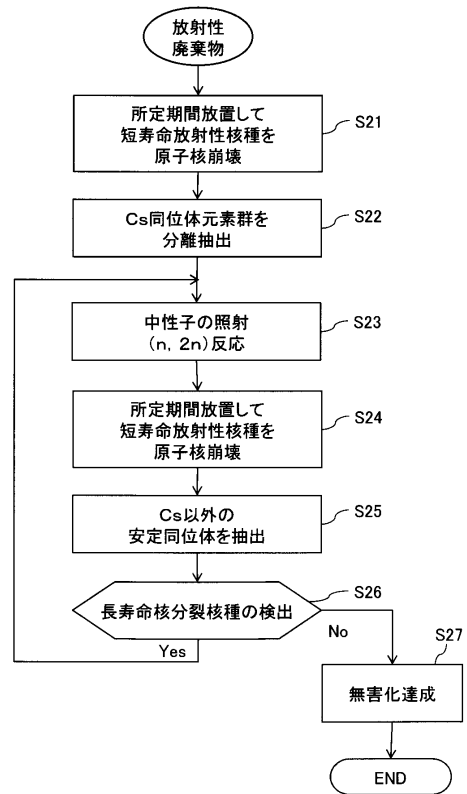 放射性
廃棄物
所定期間放置して
短寿命放射性核種を
原子核崩壊
S21
Cs同位体元素群を
分離抽出
S22
中性子の照射
(n, 2n)反応
S23
所定期間放置して
短寿命放射性核種を
原子核崩壊
S24
Cs以外の
安定同位体を抽出
S25
長寿命核分裂核種の検出
S26
Yes
No
S27
無害化達成
END